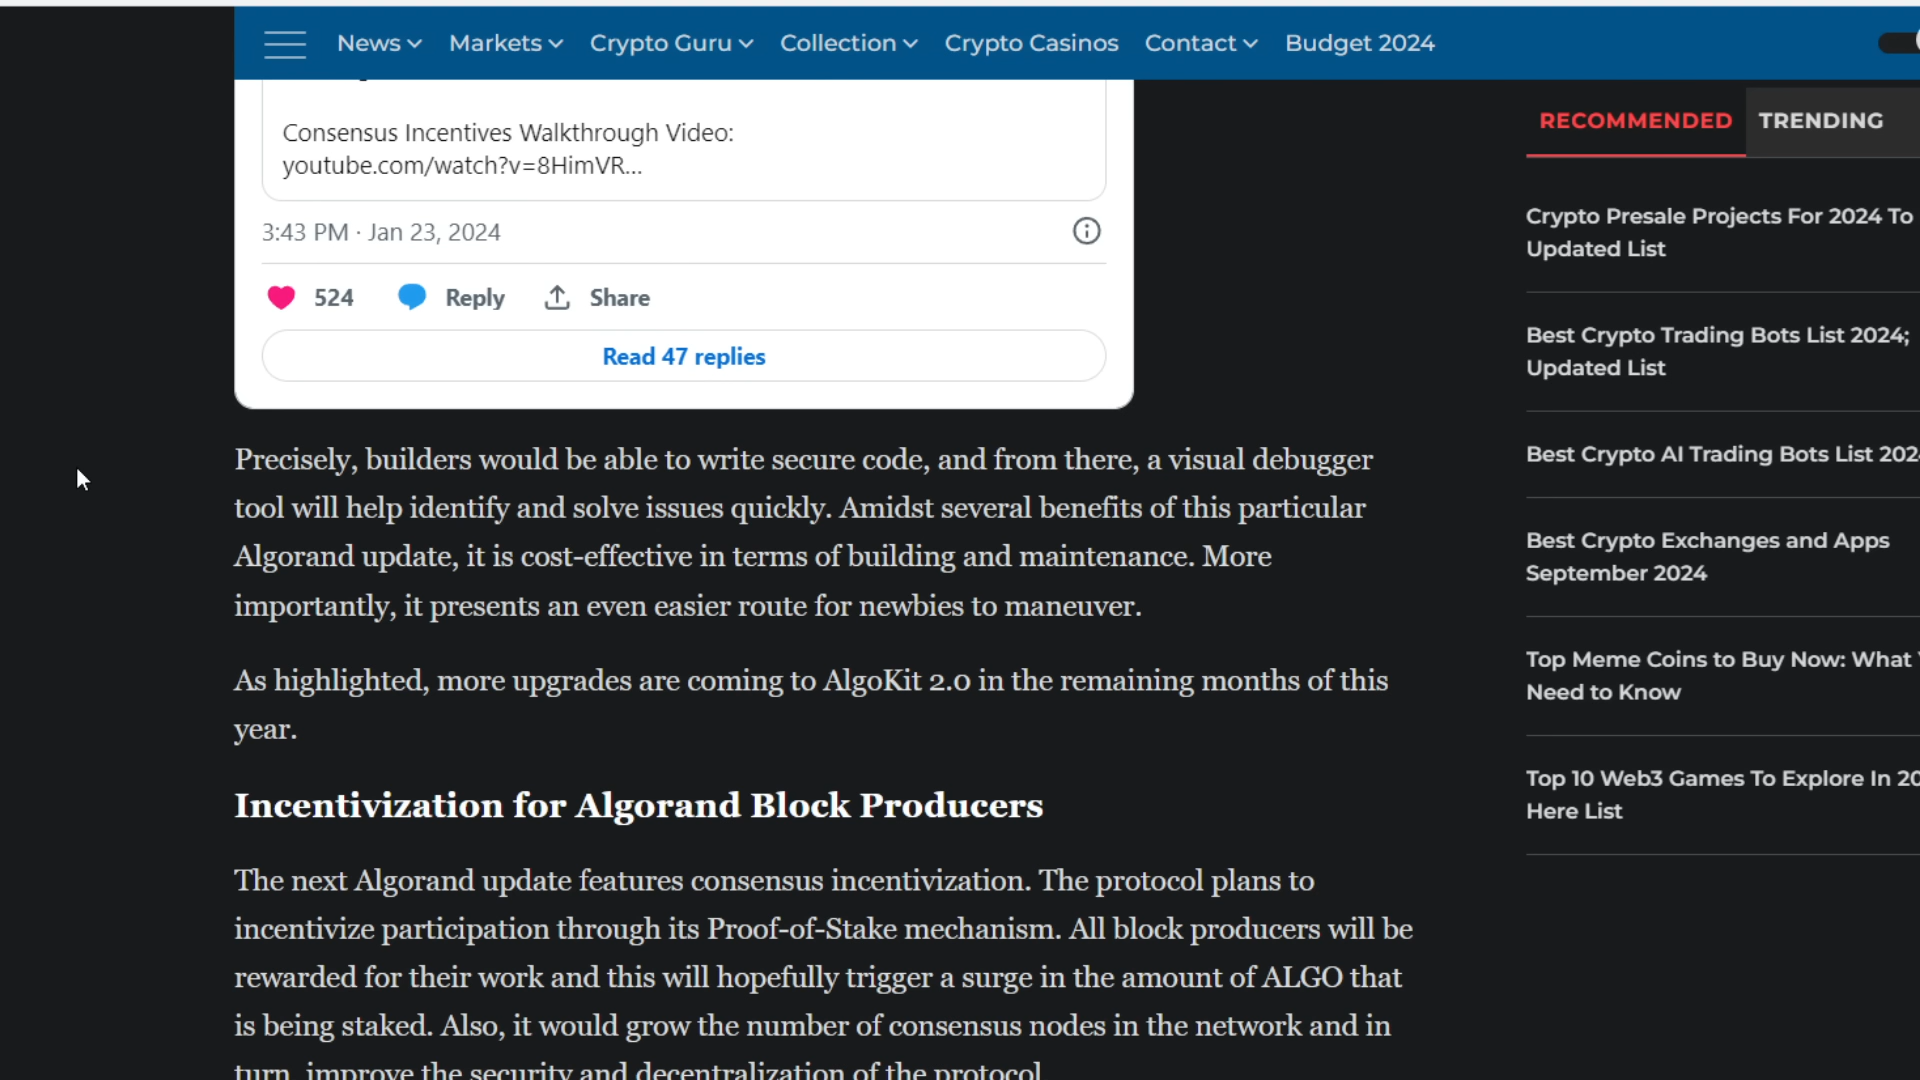 News Markets Crypto Guru Collection Crypto Casinos Contact Budget 2024
Consensus Incentives Walkthrough Video:
youtube.com/watch?v=8HimVR...
3:43 PM · Jan 23, 2024
524 Reply Share
Read 47 replies
Precisely, builders would be able to write secure code, and from there, a visual debugger
tool will help identify and solve issues quickly. Amidst several benefits of this particular
Algorand update, it is cost-effective in terms of building and maintenance. More
importantly, it presents an even easier route for newbies to maneuver.
As highlighted, more upgrades are coming to AlgoKit 2.0 in the remaining months of this
year.
Incentivization for Algorand Block Producers
The next Algorand update features consensus incentivization. The protocol plans to
incentivize participation through its Proof-of-Stake mechanism. All block producers will be
rewarded for their work and this will hopefully trigger a surge in the amount of ALGO that
is being staked. Also, it would grow the number of consensus nodes in the network and in
turn, improve the security and decentralization of the protocol
RECOMMENDED TRENDING
Crypto Presale Projects For 2024 To
Updated List
Best Crypto Trading Bots List 2024;
Updated List
Best Crypto AI Trading Bots List 202
Best Crypto Exchanges and Apps
September 2024
Top Meme Coins to Buy Now: What
Need to Know
Top 10 Web3 Games To Explore In 20
Here List